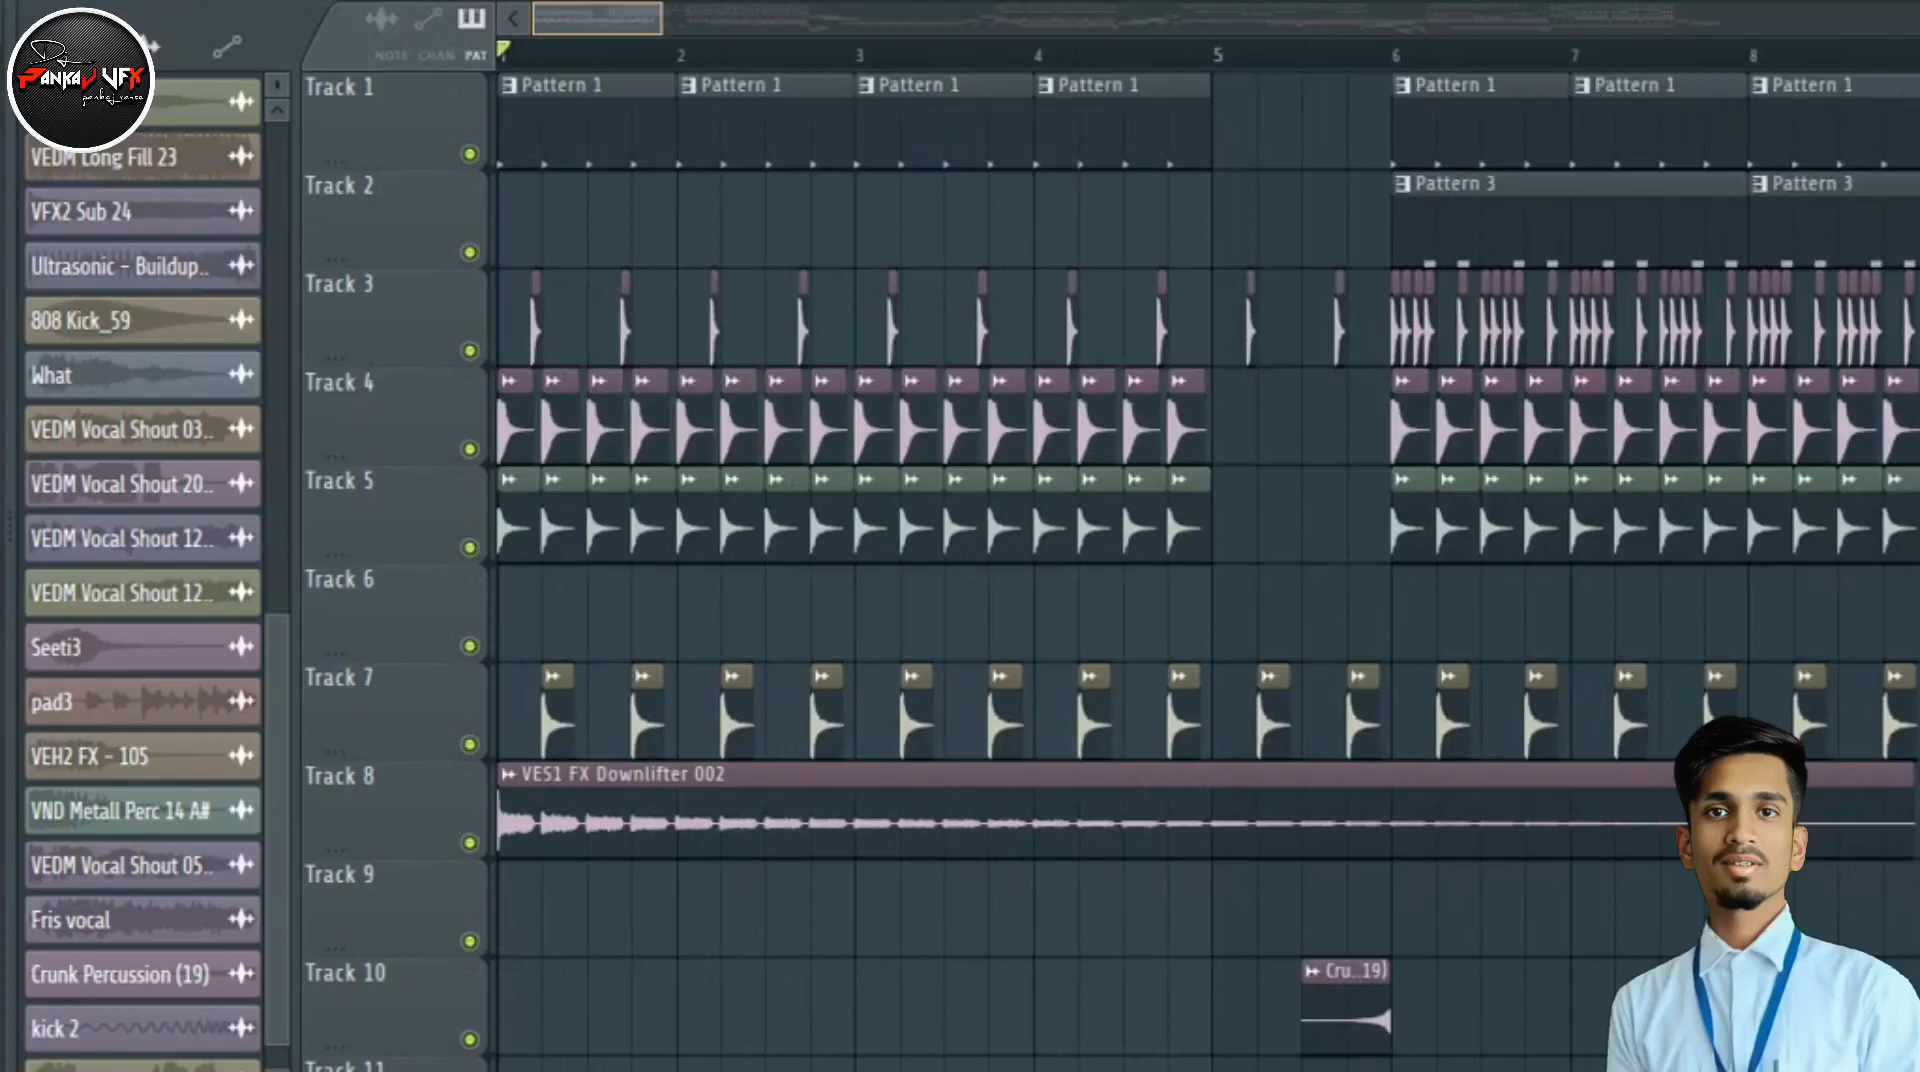 Dj
PANKAJ VFX
NOTE CHAN PAT
1 2 3 4 5 6 7 8
VEDM Long Fill 23
VFX2 Sub 24
Ultrasonic - Buildup..
808 Kick_59
What
VEDM Vocal Shout 03..
VEDM Vocal Shout 20..
VEDM Vocal Shout 12..
VEDM Vocal Shout 12..
Seeti3
pad3
VEH2 FX - 105
VND Metall Perc 14 A#
VEDM Vocal Shout 05..
Fris vocal
Crunk Percussion (19)
kick 2
Track 1
Pattern 1 Pattern 1 Pattern 1 Pattern 1 Pattern 1 Pattern 1 Pattern 1
Track 2
Pattern 3 Pattern 3
Track 3
Track 4
Track 5
Track 6
Track 7
Track 8
VES1 FX Downlifter 002
Track 9
Track 10
Cru..19)
Track 11